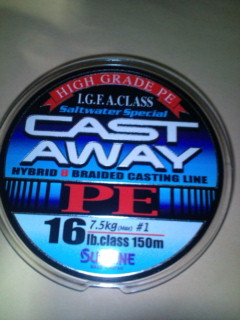 HIGH GRADE PE
I.G.F.A.CLASS
Saltwater Special
CAST
AWAY
HYBRID 8 BRAIDED CASTING LINE
PE
16 7.5kg(Max) #1
lb.class 150m